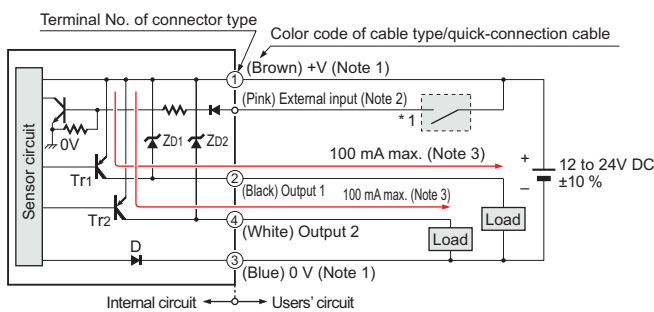 Terminal No. of connector type
Color code of cable type/quick-connection cable
1
(Brown) +V (Note 1)
(Pink) External input (Note 2)
* 1
Sensor circuit
0V
ZD1
ZD2
100 mA max. (Note 3)
+
12 to 24V DC
±10 %
–
Tr1
2
(Black) Output 1
100 mA max. (Note 3)
Tr2
4
(White) Output 2
Load
Load
D
3
(Blue) 0 V (Note 1)
Internal circuit
Users' circuit